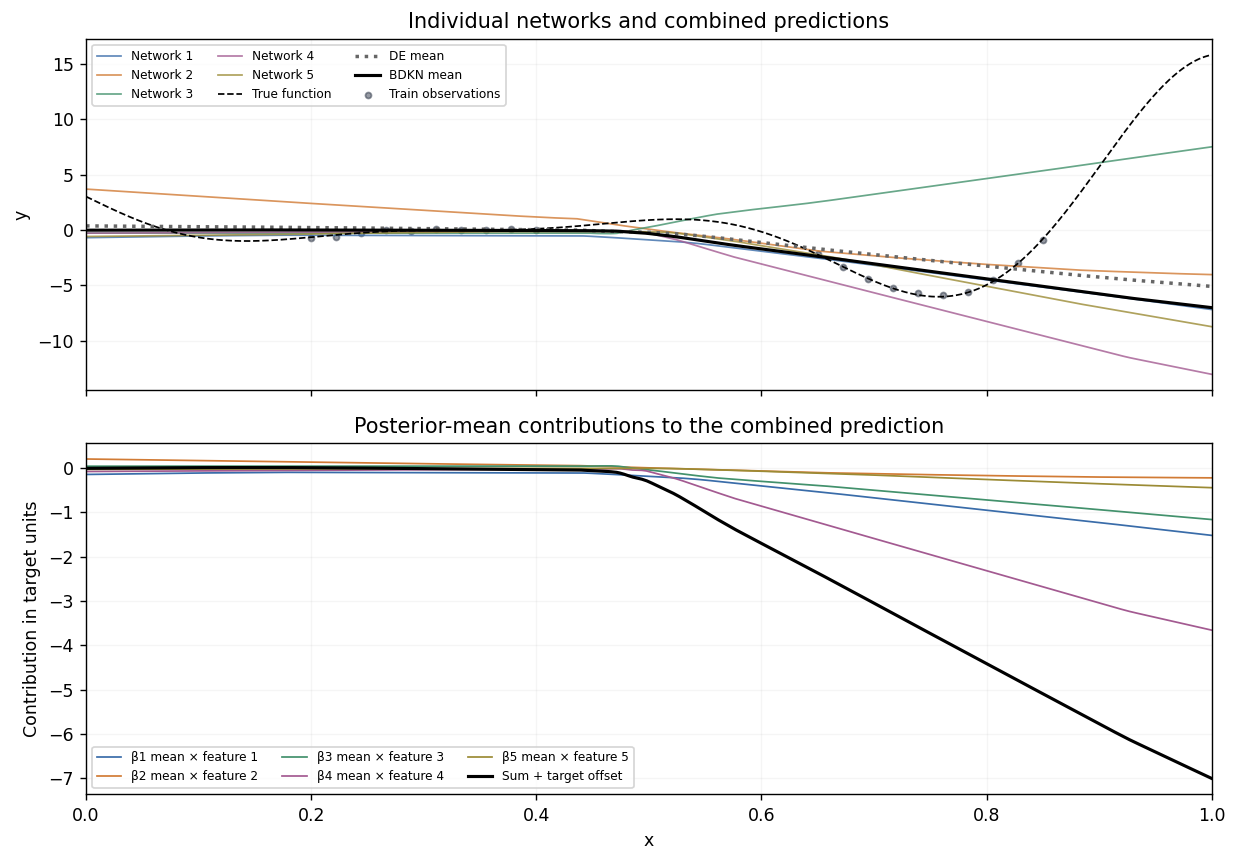 Individual networks and combined predictions
Network 1
Network 2
Network 3
Network 4
Network 5
True function
DE mean
BDKN mean
Train observations
15
10
5
0
−5
−10
y
Posterior-mean contributions to the combined prediction
0
−1
−2
−3
−4
−5
−6
−7
Contribution in target units
β1 mean × feature 1
β2 mean × feature 2
β3 mean × feature 3
β4 mean × feature 4
β5 mean × feature 5
Sum + target offset
0.0 0.2 0.4 0.6 0.8 1.0
x